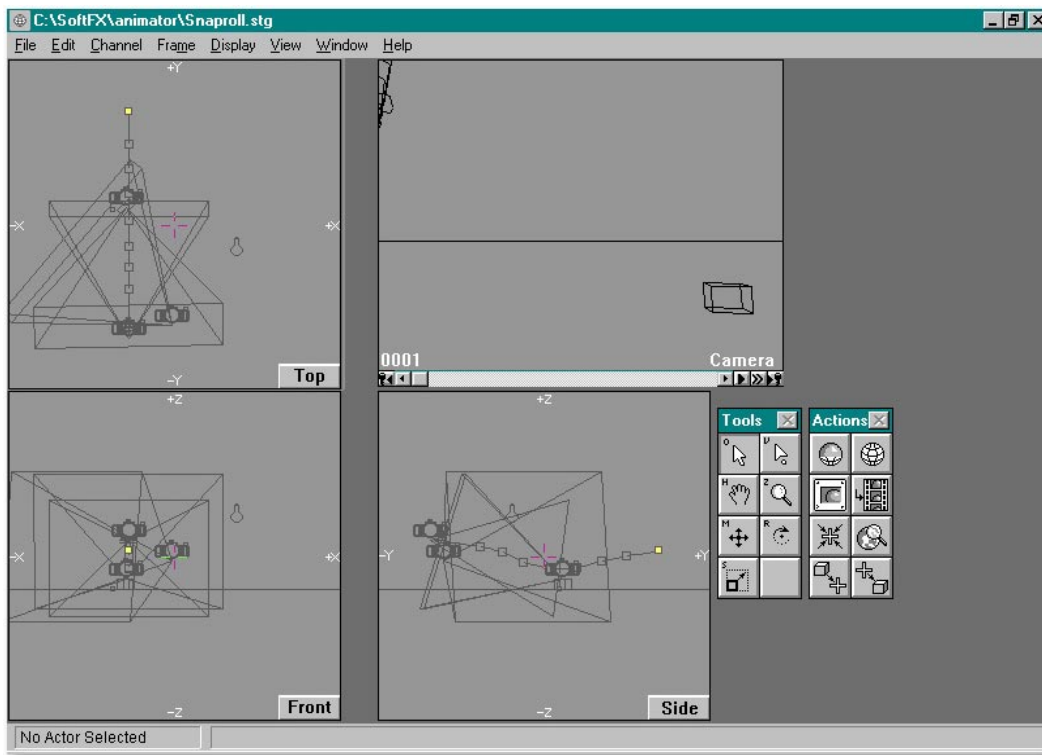 C:\SoftFX\animator\Snaproll.stg
File Edit Channel Frame Display View Window Help
+Y
-X +X
-Y
Top
0001 Camera
+Z
-X +X
-Z
Front
+Z
-Y +Y
-Z
Side
Tools
O V
H Z
M R
S
Actions
No Actor Selected